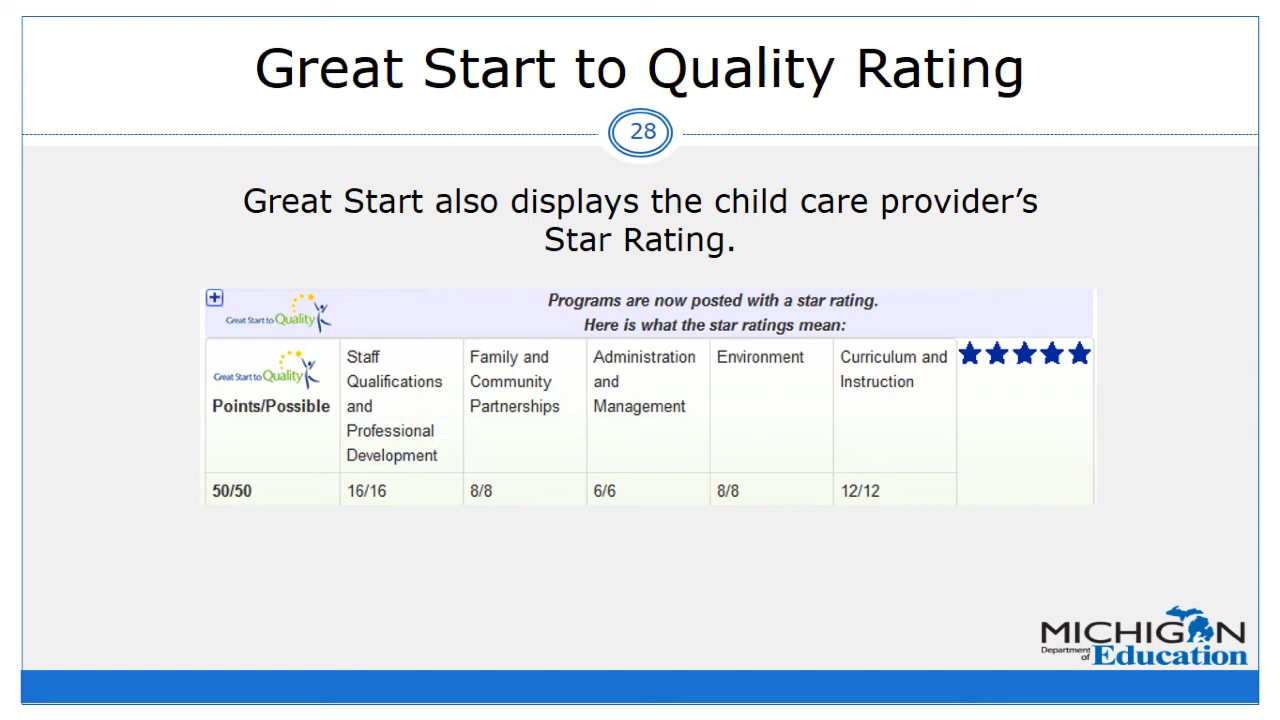 Great Start to Quality Rating
28
Great Start also displays the child care provider’s
Star Rating.
Great Start to Quality
Programs are now posted with a star rating.
Here is what the star ratings mean:
Great Start to Quality
Points/Possible
Staff
Qualifications
and
Professional
Development
Family and
Community
Partnerships
Administration
and
Management
Environment
Curriculum and
Instruction
50/50
16/16
8/8
6/6
8/8
12/12
MICHIGAN
Department
of
Education